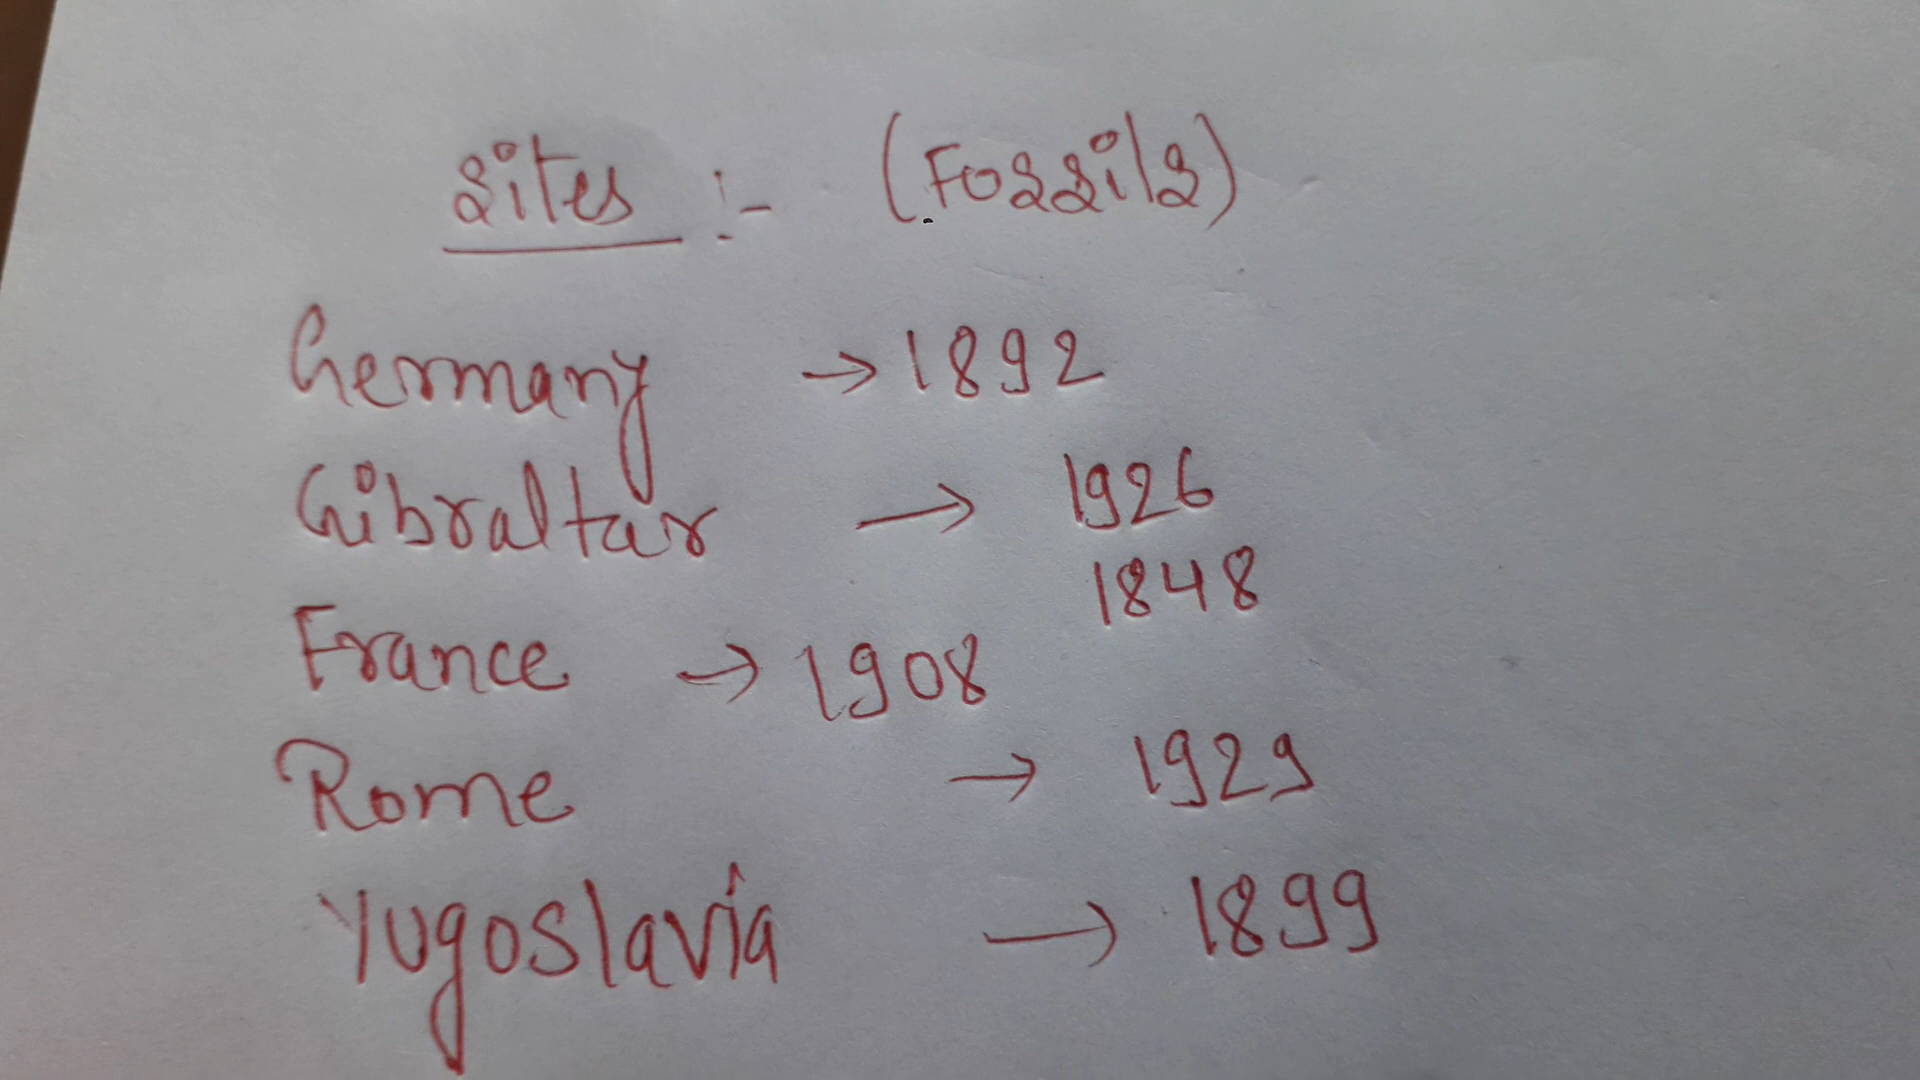 Sites :- (Fossils)
Germany → 1892
Gibraltar → 1926
1848
France → 1908
Rome → 1929
Yugoslavia → 1899